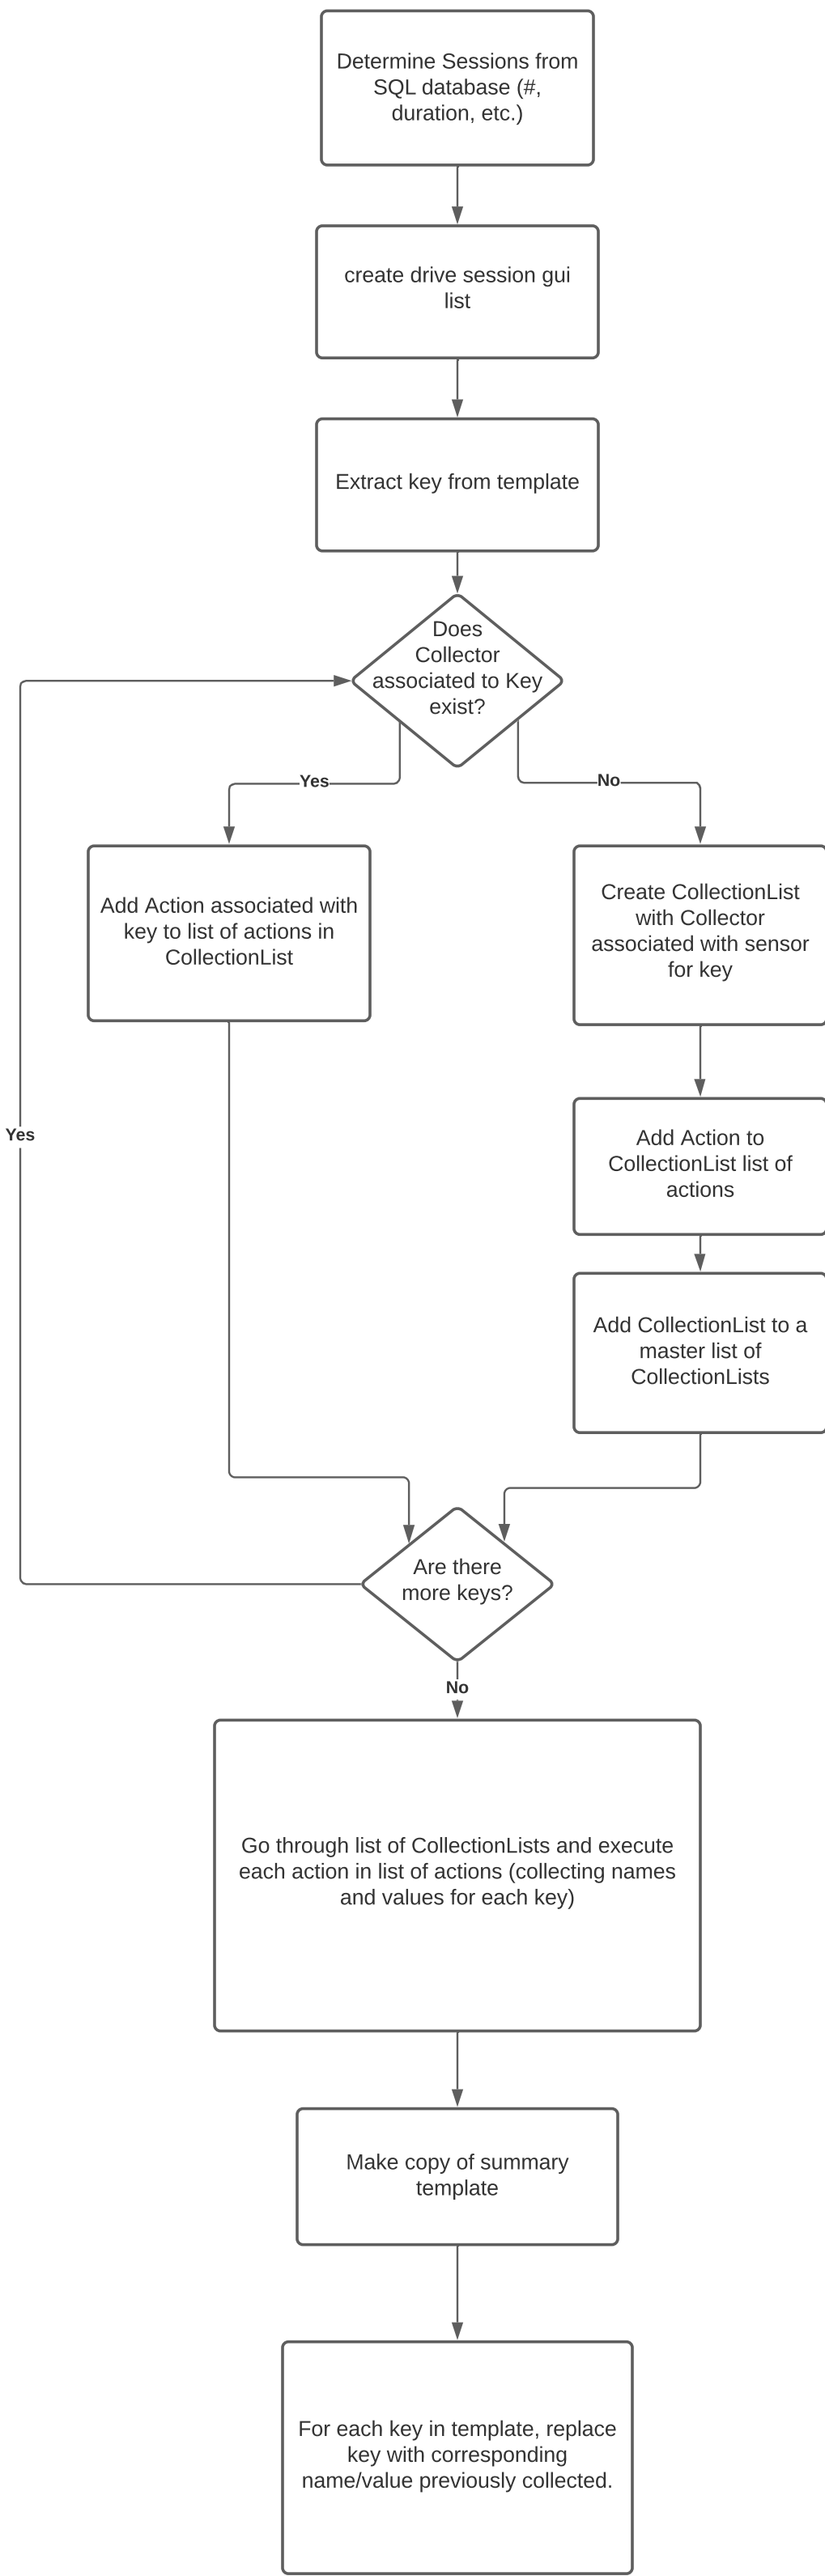 Determine Sessions from
SQL database (#,
duration, etc.)
create drive session gui
list
Extract key from template
Does
Collector
associated to Key
exist?
Yes
No
Add Action associated with
key to list of actions in
CollectionList
Create CollectionList
with Collector
associated with sensor
for key
Add Action to
CollectionList list of
actions
Yes
Add CollectionList to a
master list of
CollectionLists
Are there
more keys?
No
Go through list of CollectionLists and execute
each action in list of actions (collecting names
and values for each key)
Make copy of summary
template
For each key in template, replace
key with corresponding
name/value previously collected.